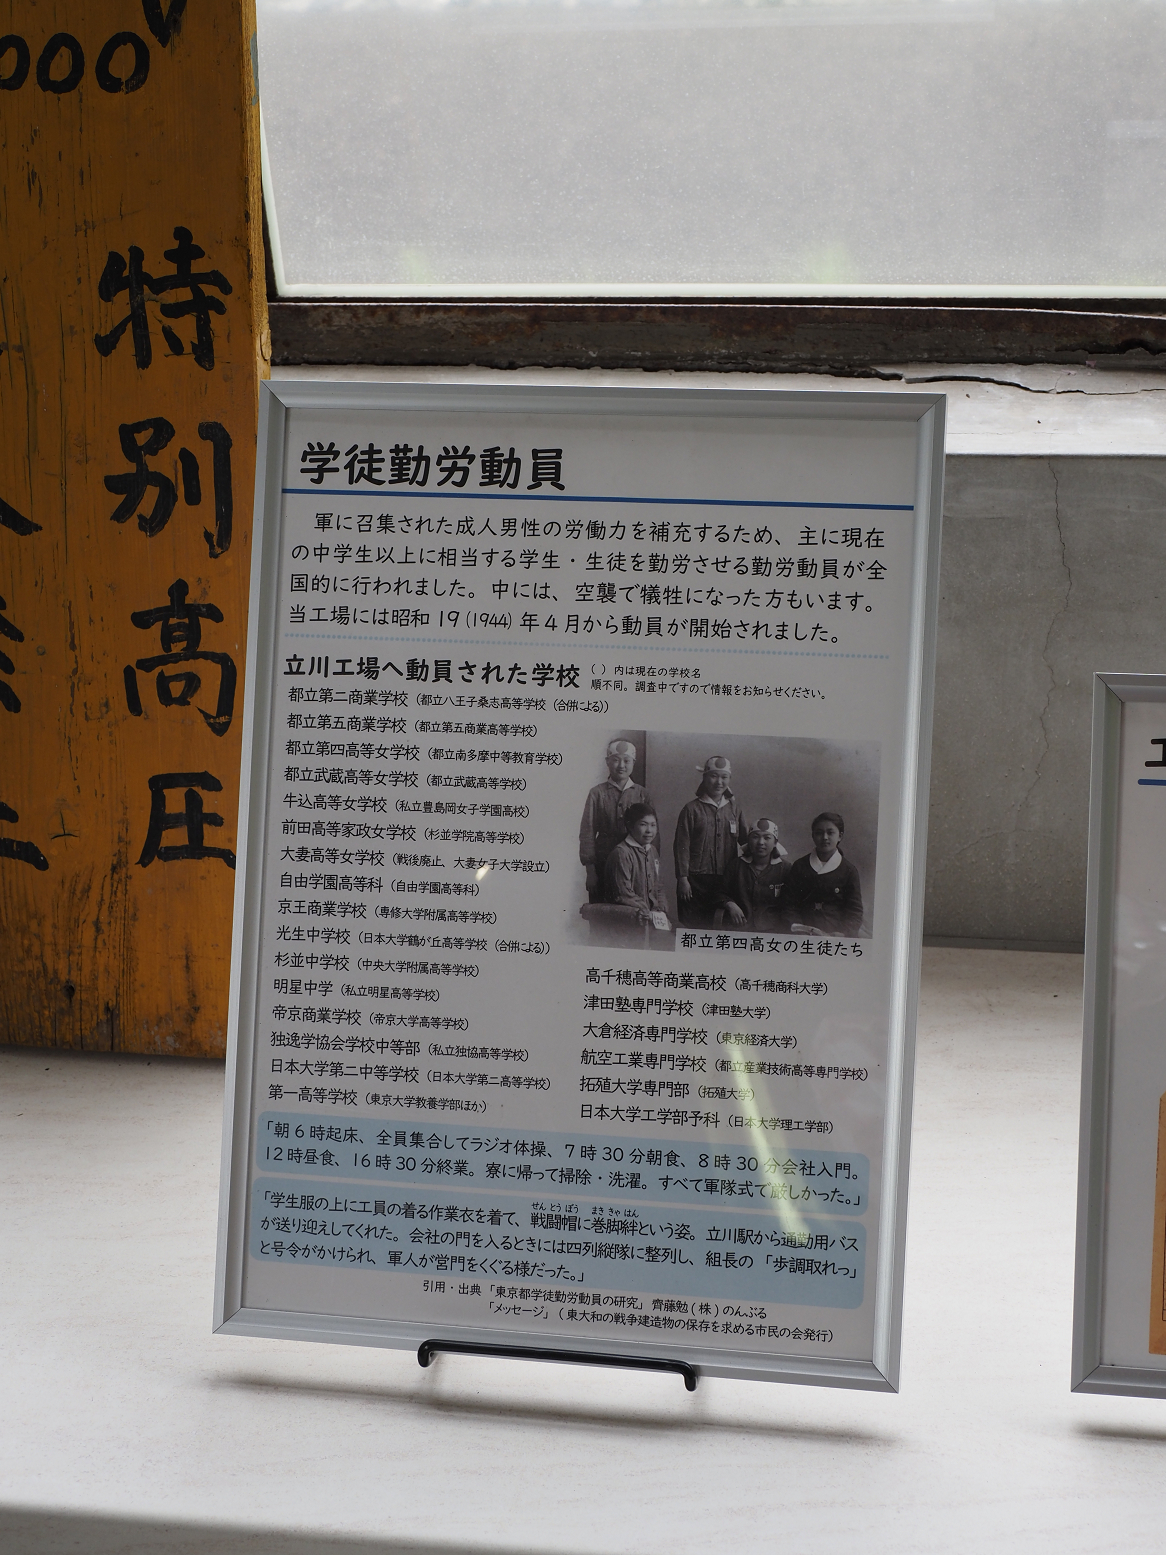 000V
特別高圧
学徒勤労動員
軍に召集された成人男性の労働力を補充するため、主に現在
の中学生以上に相当する学生・生徒を勤労させる勤労動員が全
国的に行われました。中には、空襲で犠牲になった方もいます。
当工場には昭和 19 (1944) 年 4 月から動員が開始されました。
立川工場へ動員された学校
( ) 内は現在の学校名
順不同。調査中ですので情報をお知らせください。
都立第二商業学校（都立八王子桑志高等学校（合併による））
都立第五商業学校（都立第五商業高等学校）
都立第四高等女学校（都立南多摩中等教育学校）
都立武蔵高等女学校（都立武蔵高等学校）
牛込高等女学校（私立豊島岡女子学園高校）
前田高等家政女学校（杉並学院高等学校）
大妻高等女学校（戦後廃止、大妻女子大学設立）
自由学園高等科（自由学園高等科）
京王商業学校（専修大学附属高等学校）
光生中学校（日本大学鶴が丘高等学校（合併による））
杉並中学校（中央大学附属高等学校）
明星中学（私立明星高等学校）
帝京商業学校（帝京大学高等学校）
独逸学協会学校中等部（私立独協高等学校）
日本大学第二中等学校（日本大学第二高等学校）
第一高等学校（東京大学教養学部ほか）
都立第四高女の生徒たち
高千穂高等商業高校（高千穂商科大学）
津田塾専門学校（津田塾大学）
大倉経済専門学校（東京経済大学）
航空工業専門学校（都立産業技術高等専門学校）
拓殖大学専門部（拓殖大学）
日本大学工学部予科（日本大学理工学部）
「朝 6 時起床、全員集合してラジオ体操、7 時 30 分朝食、8 時 30 分会社入門。
12 時昼食、16 時 30 分終業。寮に帰って掃除・洗濯。すべて軍隊式で厳しかった。」
せんとうぼう まききゃはん
「学生服の上に工員の着る作業衣を着て、戦闘帽に巻脚絆という姿。立川駅から通勤用バス
が送り迎えしてくれた。会社の門を入るときには四列縦隊に整列し、組長の「歩調取れっ」
と号令がかけられ、軍人が営門をくぐる様だった。」
引用・出典「東京都学徒勤労動員の研究」齊藤勉 ( 株 ) のんぶる
「メッセージ」（東大和の戦争建造物の保存を求める市民の会発行）